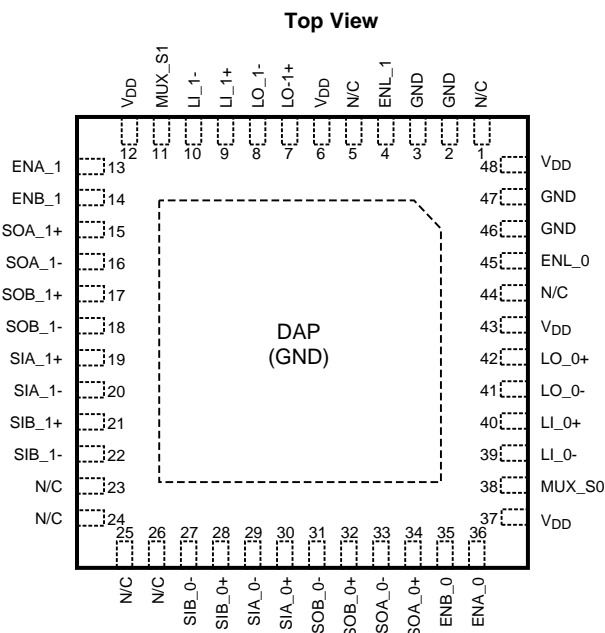 Top View
VDD
MUX_S1
LI_1-
LI_1+
LO_1-
LO-1+
VDD
N/C
ENL_1
GND
GND
N/C
12 11 10 9 8 7 6 5 4 3 2 1
ENA_1 13
ENB_1 14
SOA_1+ 15
SOA_1- 16
SOB_1+ 17
SOB_1- 18
SIA_1+ 19
SIA_1- 20
SIB_1+ 21
SIB_1- 22
N/C 23
N/C 24
DAP
(GND)
48 VDD
47 GND
46 GND
45 ENL_0
44 N/C
43 VDD
42 LO_0+
41 LO_0-
40 LI_0+
39 LI_0-
38 MUX_S0
37 VDD
25 26 27 28 29 30 31 32 33 34 35 36
N/C
N/C
SIB_0-
SIB_0+
SIA_0-
SIA_0+
SOB_0-
SOB_0+
SOA_0-
SOA_0+
ENB_0
ENA_0